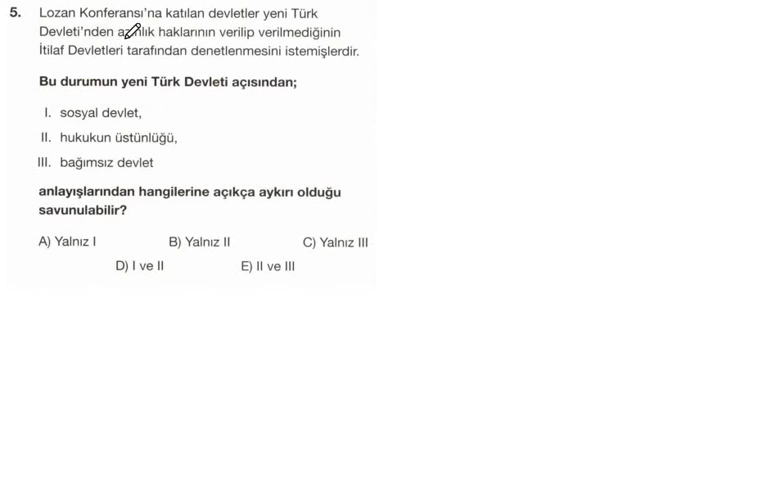 5. Lozan Konferansı'na katılan devletler yeni Türk
Devleti'nden azınlık haklarının verilip verilmediğinin
İtilaf Devletleri tarafından denetlenmesini istemişlerdir.
Bu durumun yeni Türk Devleti açısından;
I. sosyal devlet,
II. hukukun üstünlüğü,
III. bağımsız devlet
anlayışlarından hangilerine açıkça aykırı olduğu
savunulabilir?
A) Yalnız I B) Yalnız II C) Yalnız III
D) I ve II E) II ve III